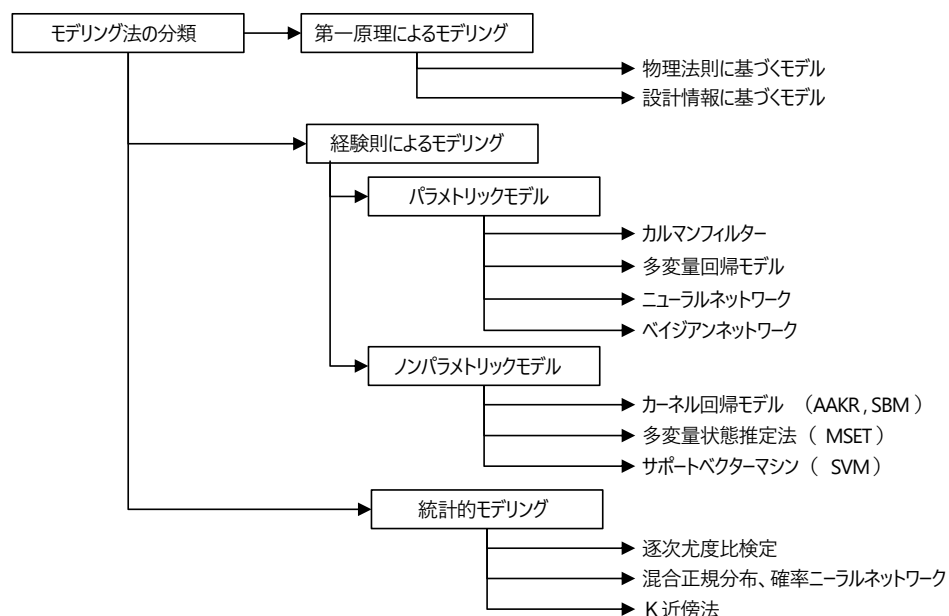 モデリング法の分類
第一原理によるモデリング
物理法則に基づくモデル
設計情報に基づくモデル
経験則によるモデリング
パラメトリックモデル
カルマンフィルター
多変量回帰モデル
ニューラルネットワーク
ベイジアンネットワーク
ノンパラメトリックモデル
カーネル回帰モデル （AAKR , SBM ）
多変量状態推定法（ MSET）
サポートベクターマシン（ SVM）
統計的モデリング
逐次尤度比検定
混合正規分布、確率ニーラルネットワーク
K近傍法